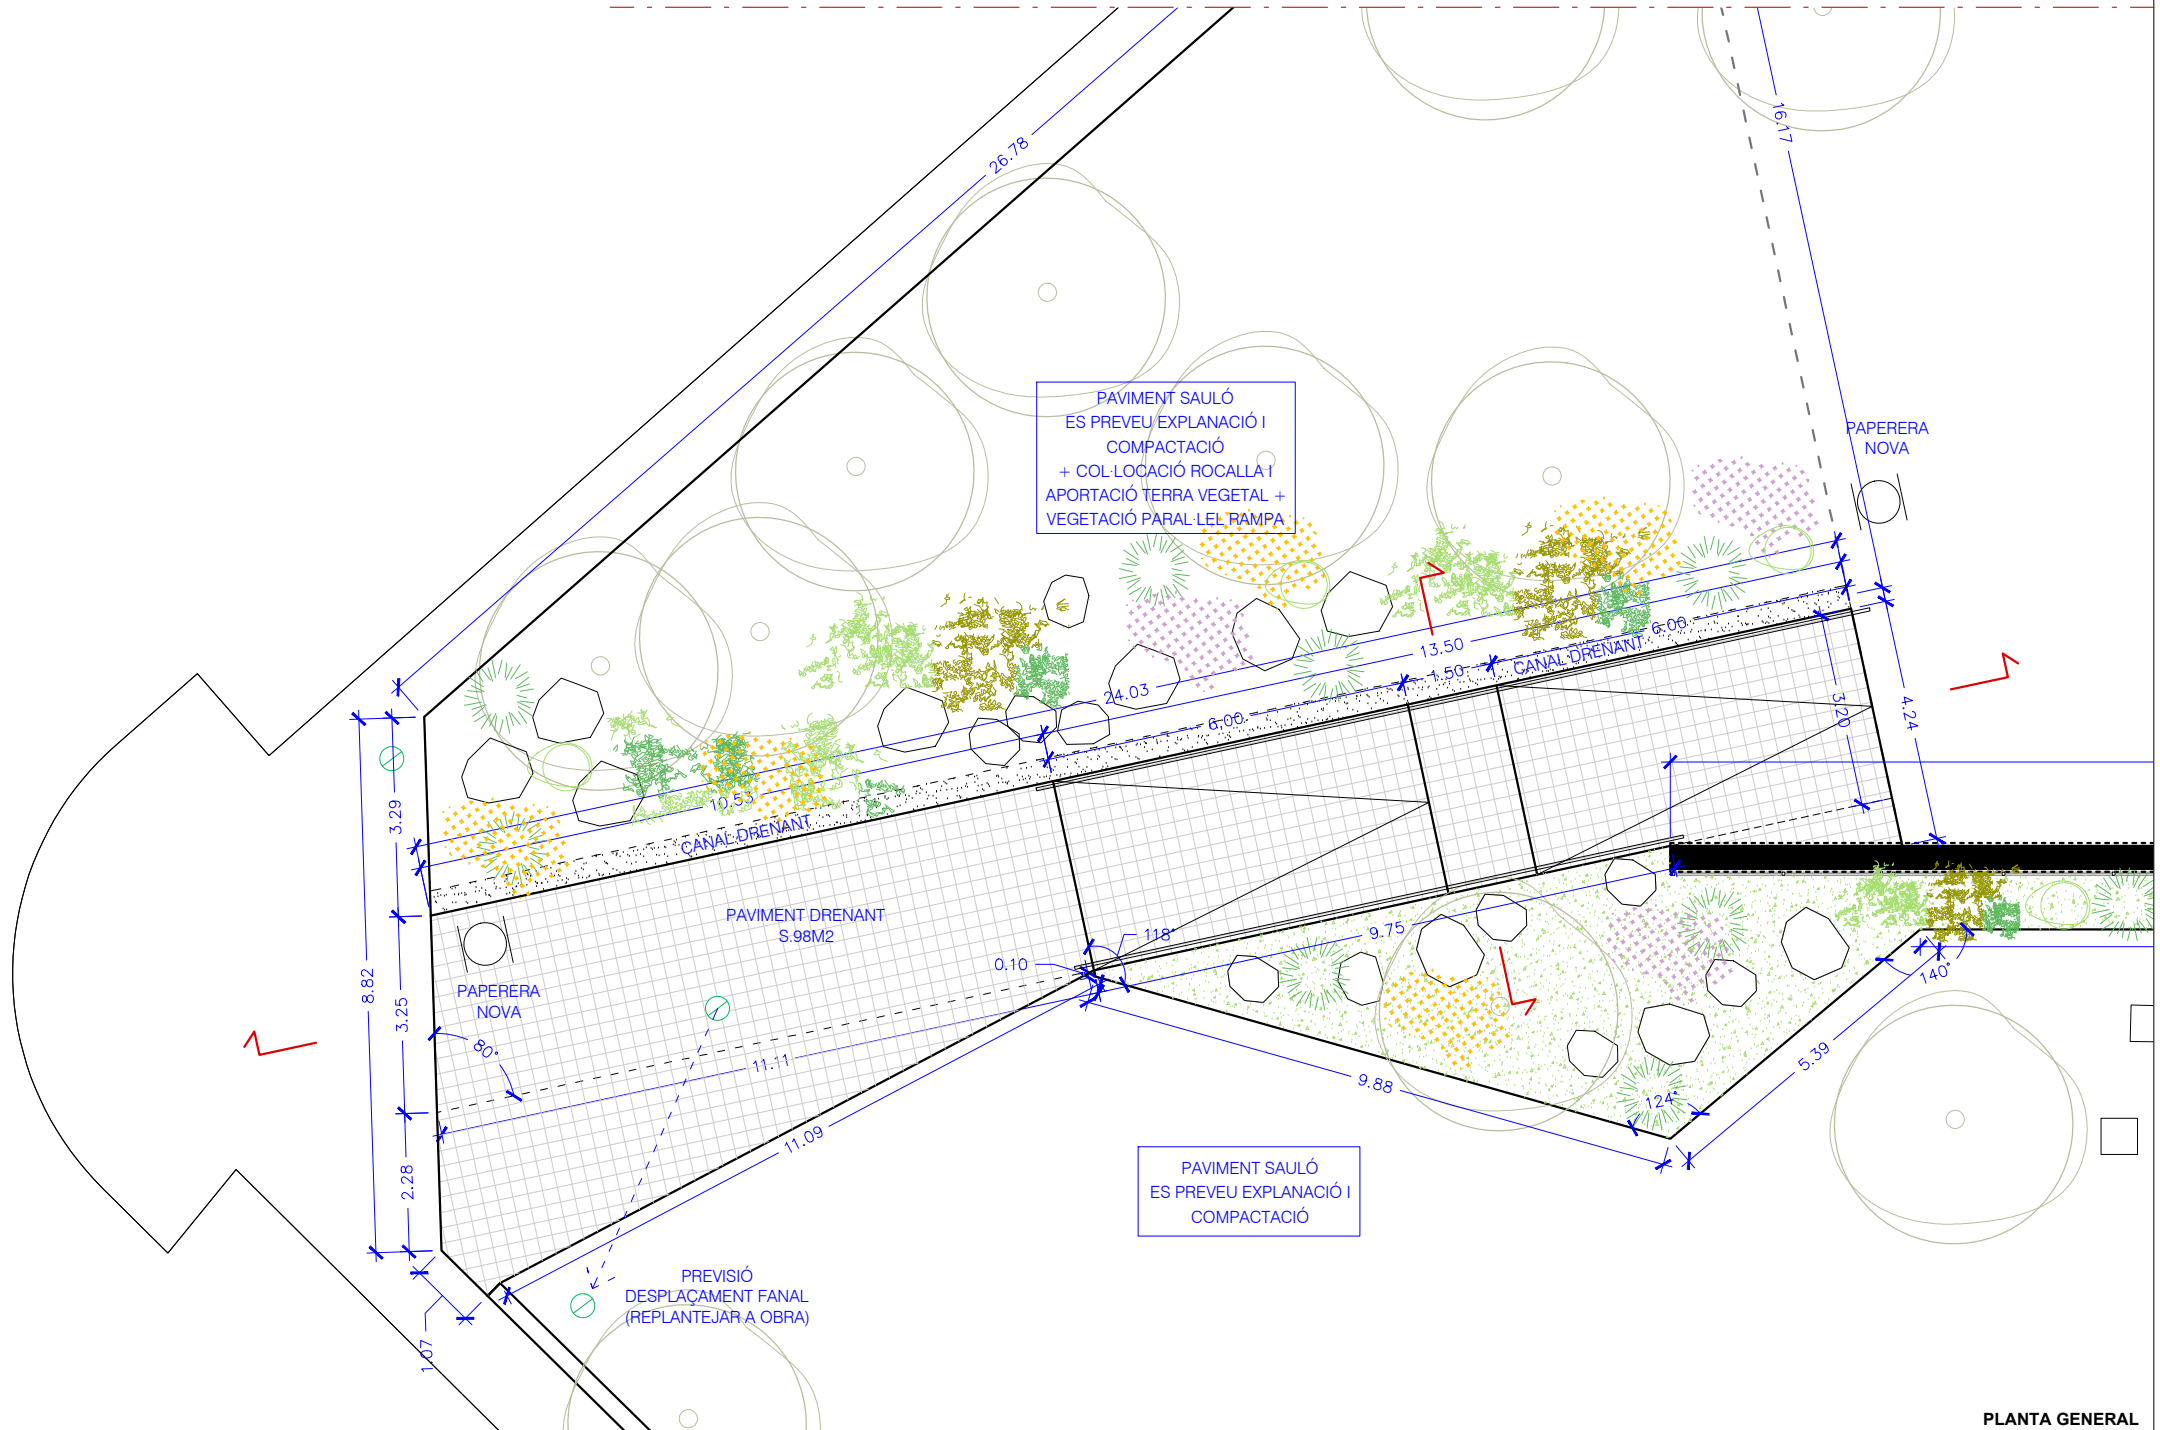 26.78
16.17
PAVIMENT SAULÓ
ES PREVEU EXPLANACIÓ I
COMPACTACIÓ
+ COL·LOCACIÓ ROCALLA I
APORTACIÓ TERRA VEGETAL +
VEGETACIÓ PARAL·LEL RAMPA
PAPERERA
NOVA
6.00
13.50
CANAL DRENANT
1.50
24.03
6.00
3.20
4.24
10.53
3.29
CANAL DRENANT
PAVIMENT DRENANT
S.98M2
118°
9.75
0.10
8.82
3.25
PAPERERA
NOVA
80°
140°
11.11
5.39
9.88
124°
11.09
2.28
PAVIMENT SAULÓ
ES PREVEU EXPLANACIÓ I
COMPACTACIÓ
PREVISIÓ
DESPLAÇAMENT FANAL
(REPLANTEJAR A OBRA)
1.07
PLANTA GENERAL